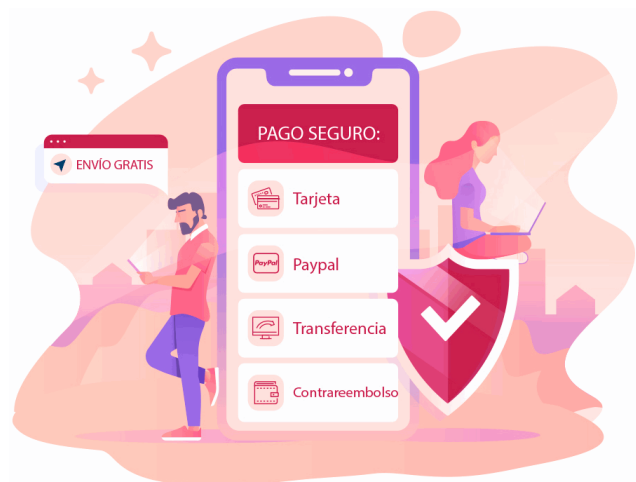 PAGO SEGURO:
ENVÍO GRATIS
Tarjeta
PayPal
Paypal
Transferencia
Contrareembolso